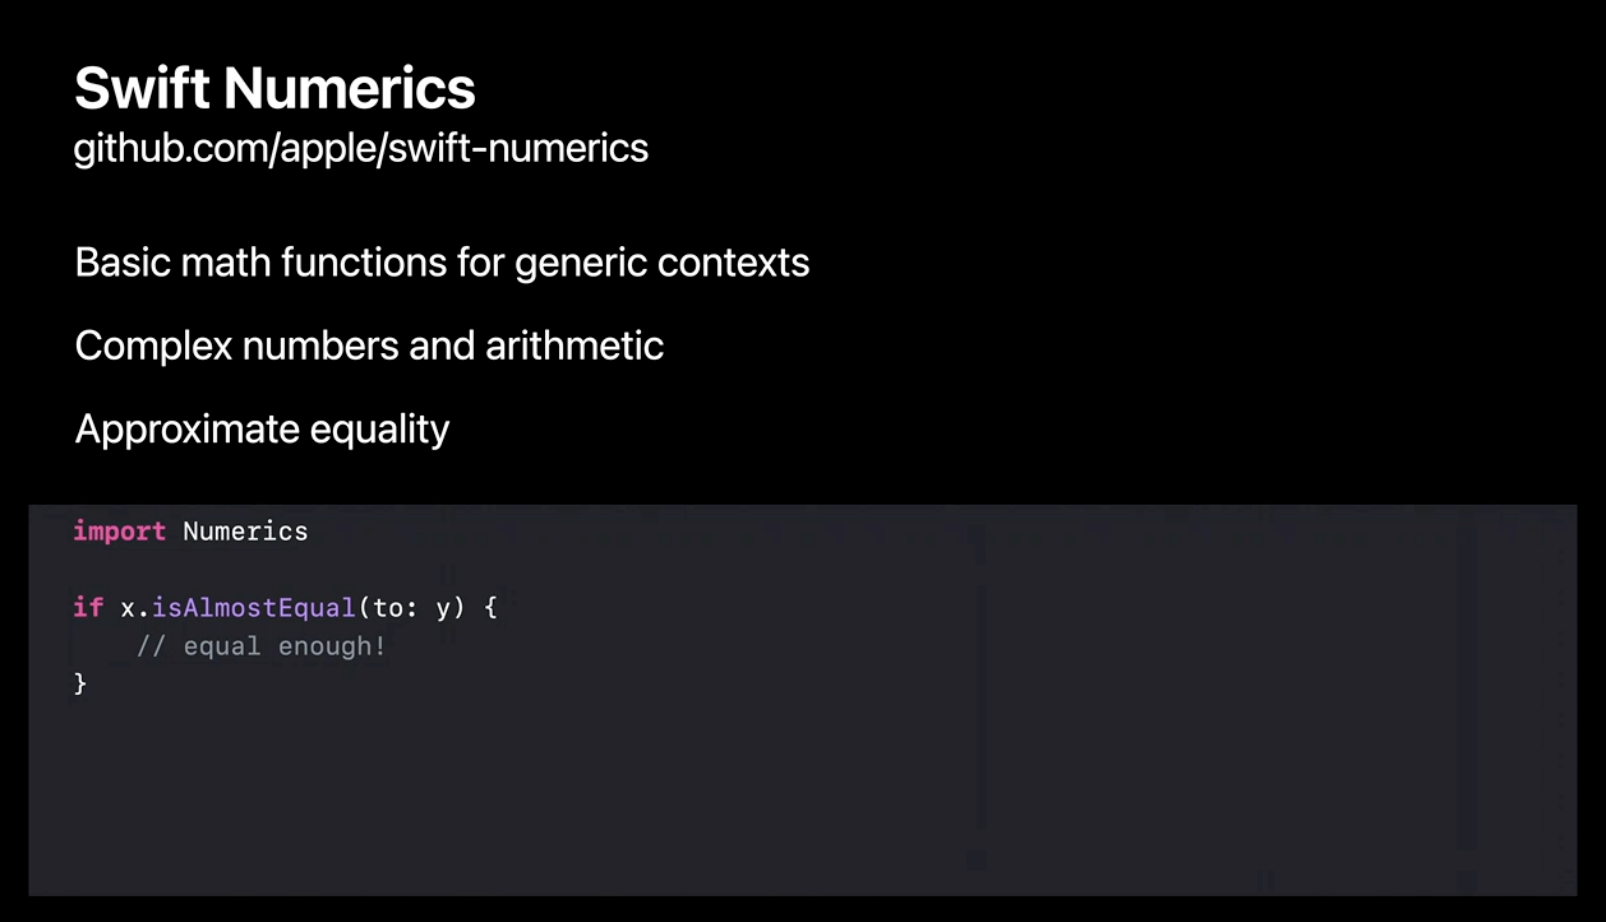 Swift Numerics
github.com/apple/swift-numerics
Basic math functions for generic contexts
Complex numbers and arithmetic
Approximate equality
import Numerics
if x.isAlmostEqual(to: y) {
    // equal enough!
}